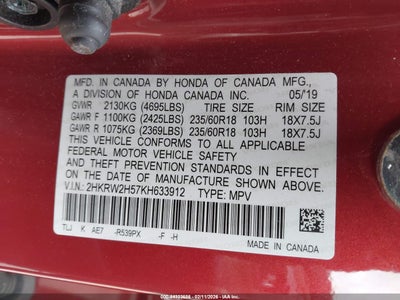 MFD. IN CANADA BY HONDA OF CANADA MFG.,
A DIVISION OF HONDA CANADA INC. 05/'19
GVWR 2130KG (4695LBS) TIRE SIZE RIM SIZE
GAWR F 1100KG (2425LBS) 235/60R18 103H 18X7.5J
GAWR R 1075KG (2369LBS) 235/60R18 103H 18X7.5J
THIS VEHICLE CONFORMS TO ALL APPLICABLE
FEDERAL MOTOR VEHICLE SAFETY AND
THEFT PREVENTION STANDARDS IN EFFECT
ON THE DATE OF MANUFACTURE SHOWN ABOVE.
V.I.N.: 2HKRW2H57KH633912 TYPE: MPV
TLJ K AE7 -R539PX -F -H
MADE IN CANADA